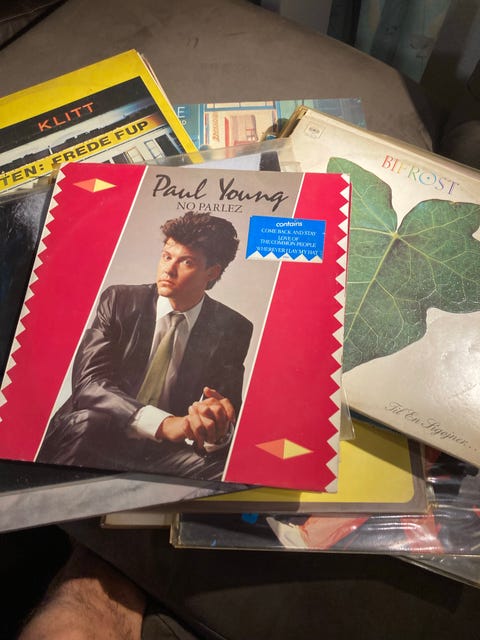 KLITT
TEN: FREDE FUP
Paul Young
NO PARLEZ
contains
COME BACK AND STAY
LOVE OF
THE COMMON PEOPLE
WHEREVER I LAY MY HAT
BIFROST
Til En Sigøjner...